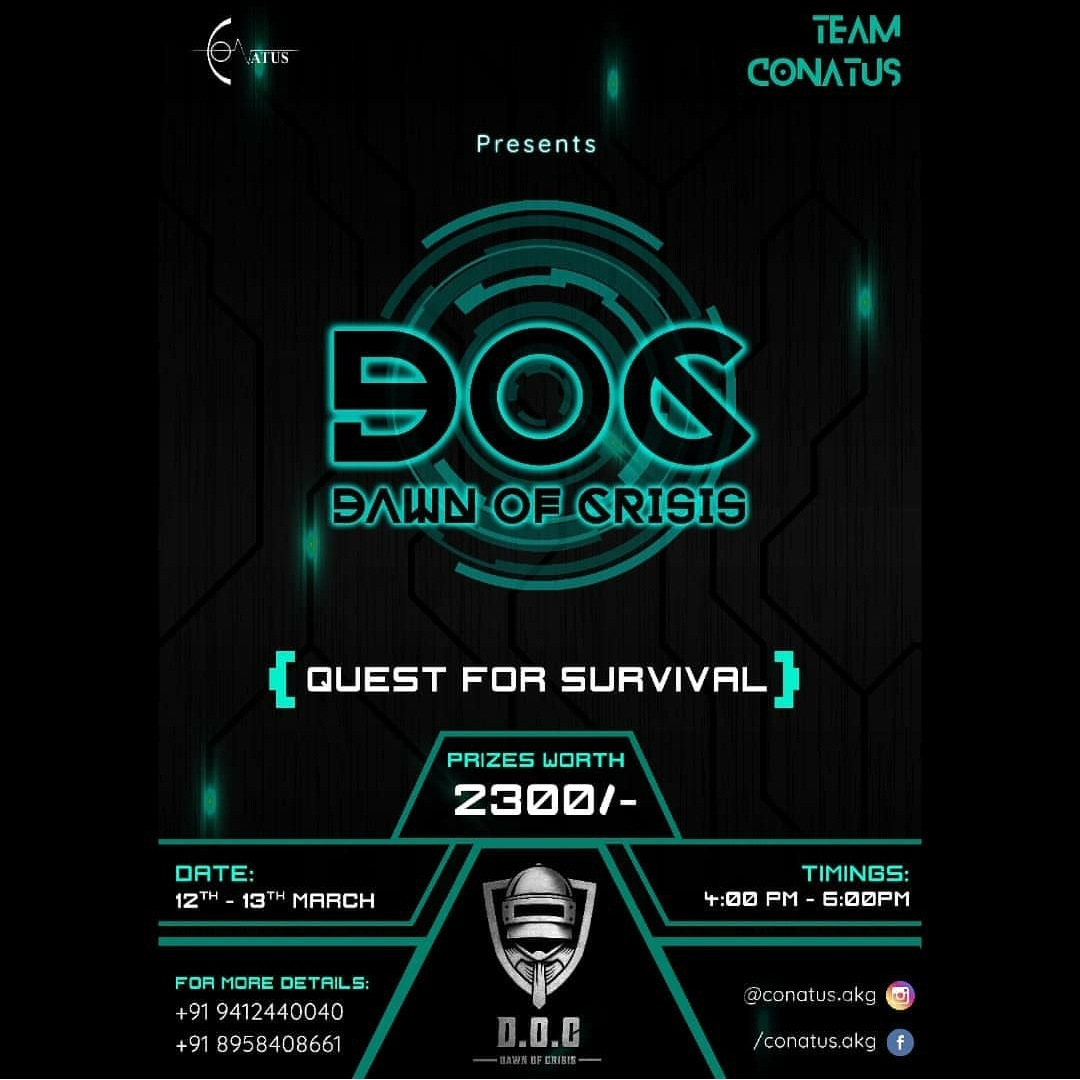 CONATUS
TEAM
CONATUS
Presents
DOC
DAWN OF CRISIS
[ QUEST FOR SURVIVAL ]
PRIZES WORTH
2300/-
DATE:
12TH - 13TH MARCH
TIMINGS:
4:00 PM - 6:00PM
FOR MORE DETAILS:
+91 9412440040
+91 8958408661
@conatus.akg
/conatus.akg
D.O.C
DAWN OF CRISIS